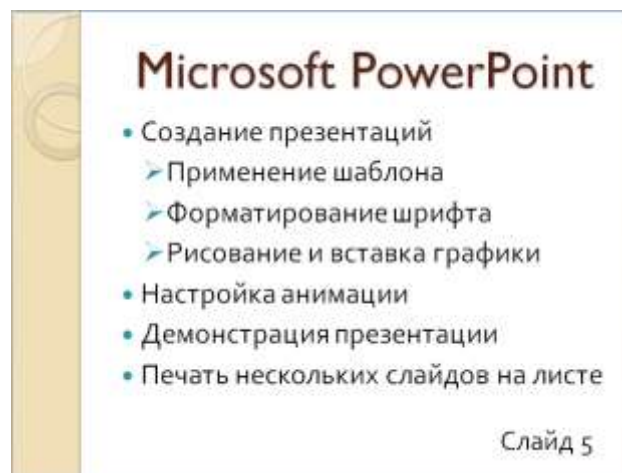 Microsoft PowerPoint
• Создание презентаций
➢ Применение шаблона
➢ Форматирование шрифта
➢ Рисование и вставка графики
• Настройка анимации
• Демонстрация презентации
• Печать нескольких слайдов на листе
Слайд 5